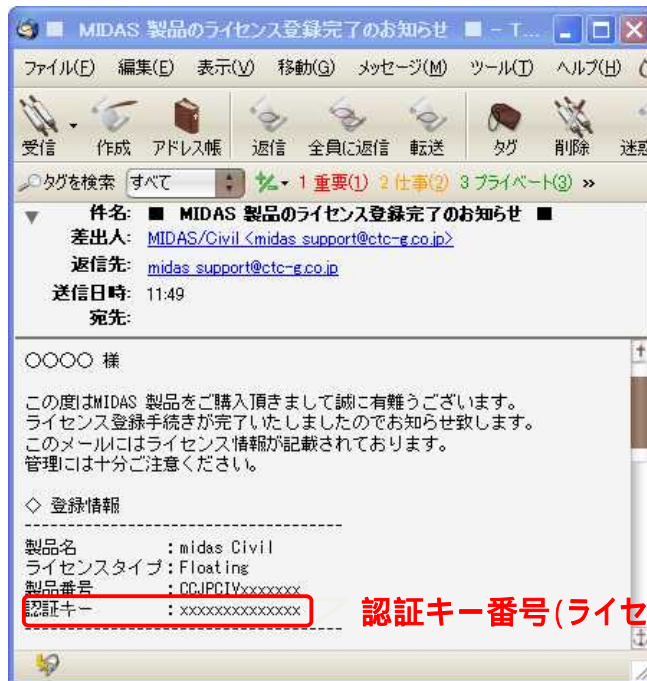 ■ MIDAS 製品のライセンス登録完了のお知らせ ■ - T...
ファイル(F) 編集(E) 表示(V) 移動(G) メッセージ(M) ツール(T) ヘルプ(H)
受信 作成 アドレス帳 返信 全員に返信 転送 タグ 削除 迷惑
タグを検索 すべて 1 重要(1) 2 仕事(2) 3 プライベート(3) »
件名: ■ MIDAS 製品のライセンス登録完了のお知らせ ■
差出人: MIDAS/Civil <midas support@ctc-g.co.jp>
返信先: midas support@ctc-g.co.jp
送信日時: 11:49
宛先:
○○○○ 様
この度はMIDAS 製品をご購入頂きまして誠に有難うございます。
ライセンス登録手続きが完了いたしましたのでお知らせ致します。
このメールにはライセンス情報が記載されております。
管理には十分ご注意ください。
◇ 登録情報
------------------------------------
製品名 :midas Civil
ライセンスタイプ:Floating
製品番号 :CCJPCIVxxxxxxx
認証キー :xxxxxxxxxxxxxx
------------------------------------
認証キー番号(ライセ